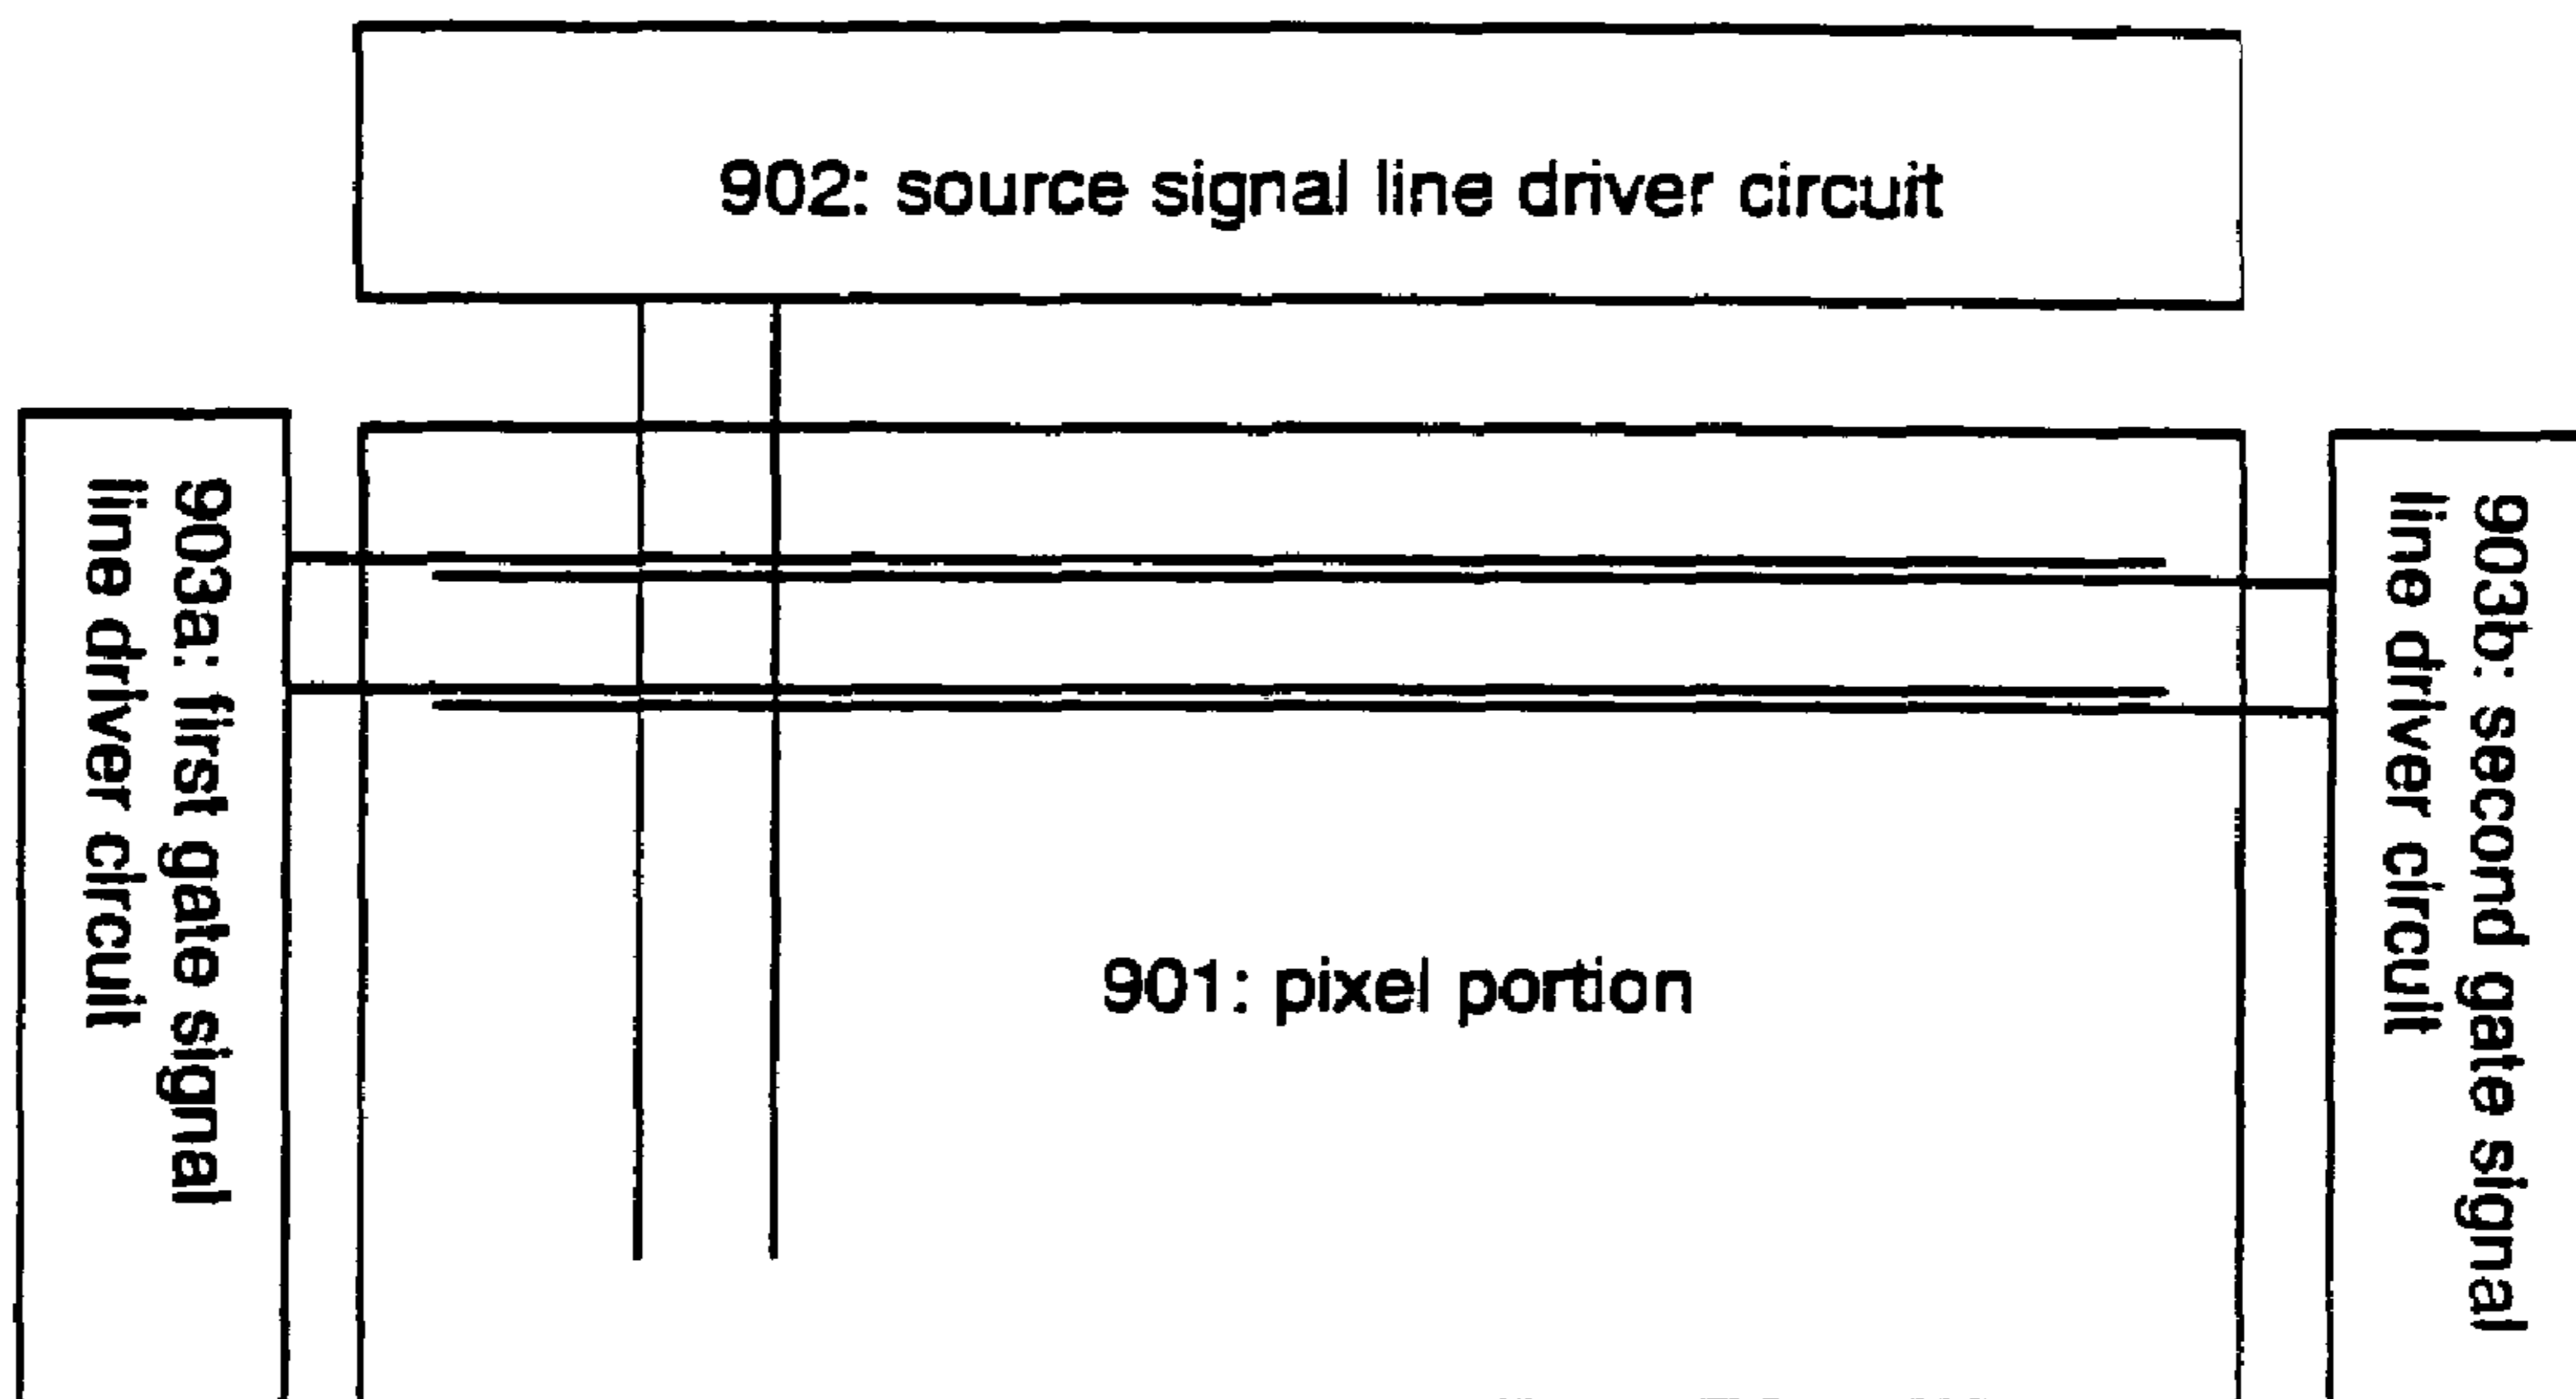 902: source signal line driver circuit
903a: first gate signal
line driver circuit
903b: second gate signal
line driver circuit
901: pixel portion